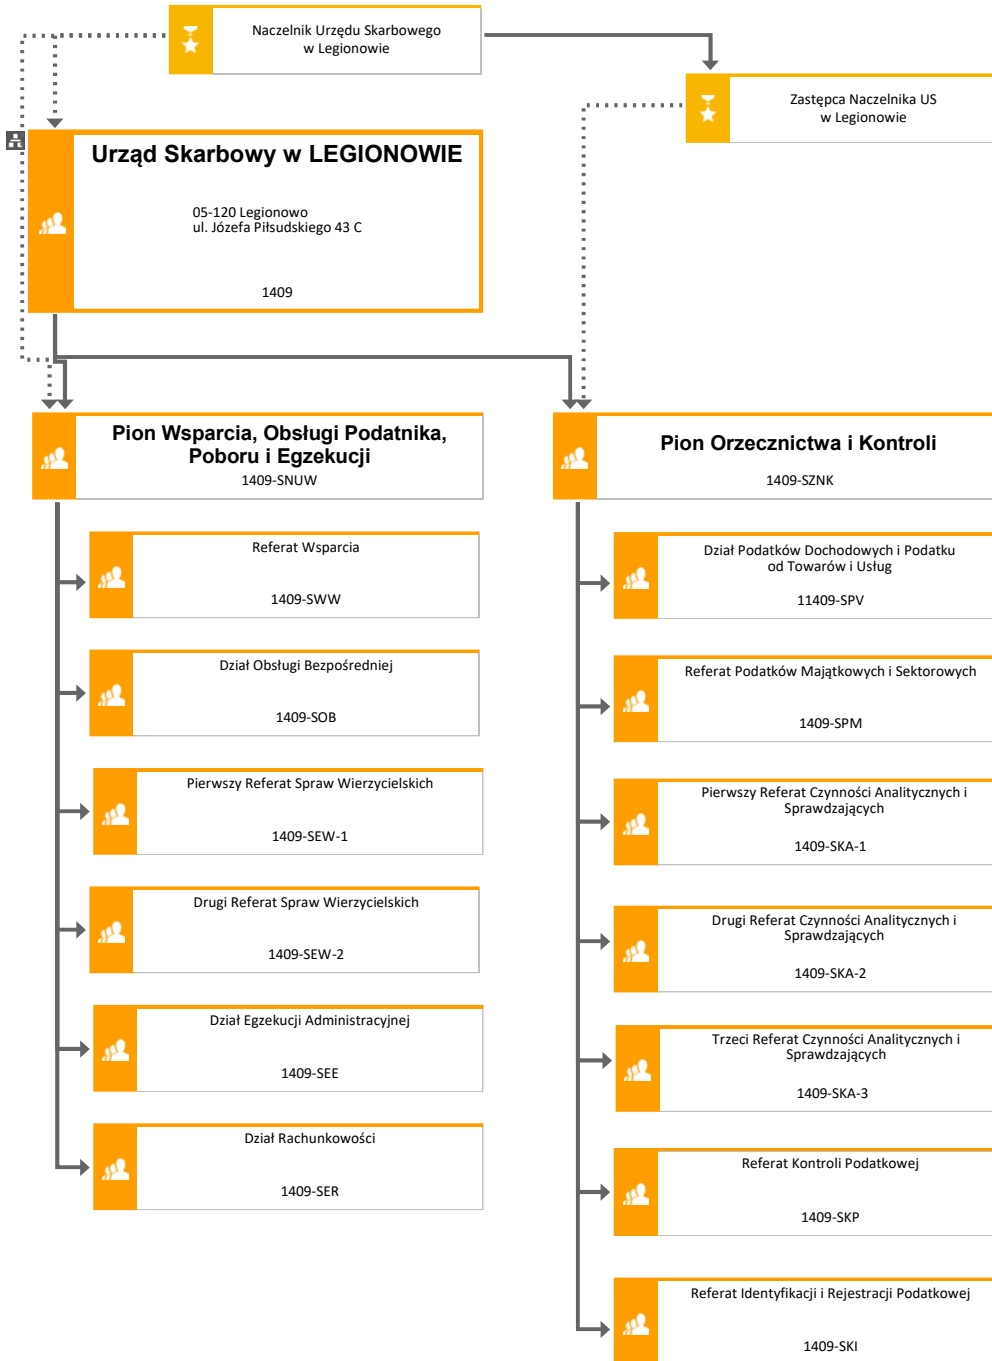 Naczelnik Urzędu Skarbowego
w Legionowie
Zastępca Naczelnika US
w Legionowie
Urząd Skarbowy w LEGIONOWIE
05-120 Legionowo
ul. Józefa Piłsudskiego 43 C
1409
Pion Wsparcia, Obsługi Podatnika,
Poboru i Egzekucji
1409-SNUW
Referat Wsparcia
1409-SWW
Dział Obsługi Bezpośredniej
1409-SOB
Pierwszy Referat Spraw Wierzycielskich
1409-SEW-1
Drugi Referat Spraw Wierzycielskich
1409-SEW-2
Dział Egzekucji Administracyjnej
1409-SEE
Dział Rachunkowości
1409-SER
Pion Orzecznictwa i Kontroli
1409-SZNK
Dział Podatków Dochodowych i Podatku
od Towarów i Usług
11409-SPV
Referat Podatków Majątkowych i Sektorowych
1409-SPM
Pierwszy Referat Czynności Analitycznych i
Sprawdzających
1409-SKA-1
Drugi Referat Czynności Analitycznych i
Sprawdzających
1409-SKA-2
Trzeci Referat Czynności Analitycznych i
Sprawdzających
1409-SKA-3
Referat Kontroli Podatkowej
1409-SKP
Referat Identyfikacji i Rejestracji Podatkowej
1409-SKI